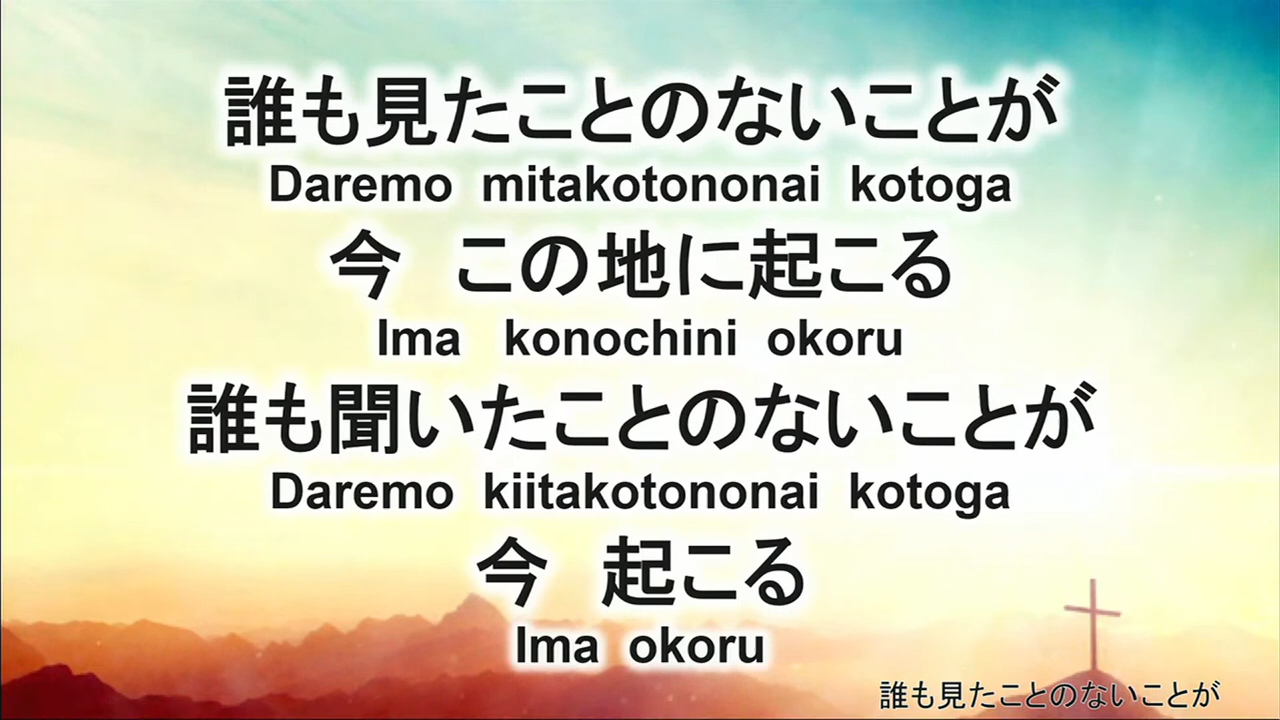 誰も見たことのないことが
Daremo mitakotononai kotoga
今　この地に起こる
Ima konochini okoru
誰も聞いたことのないことが
Daremo kiitakotononai kotoga
今　起こる
Ima okoru
誰も見たことのないことが